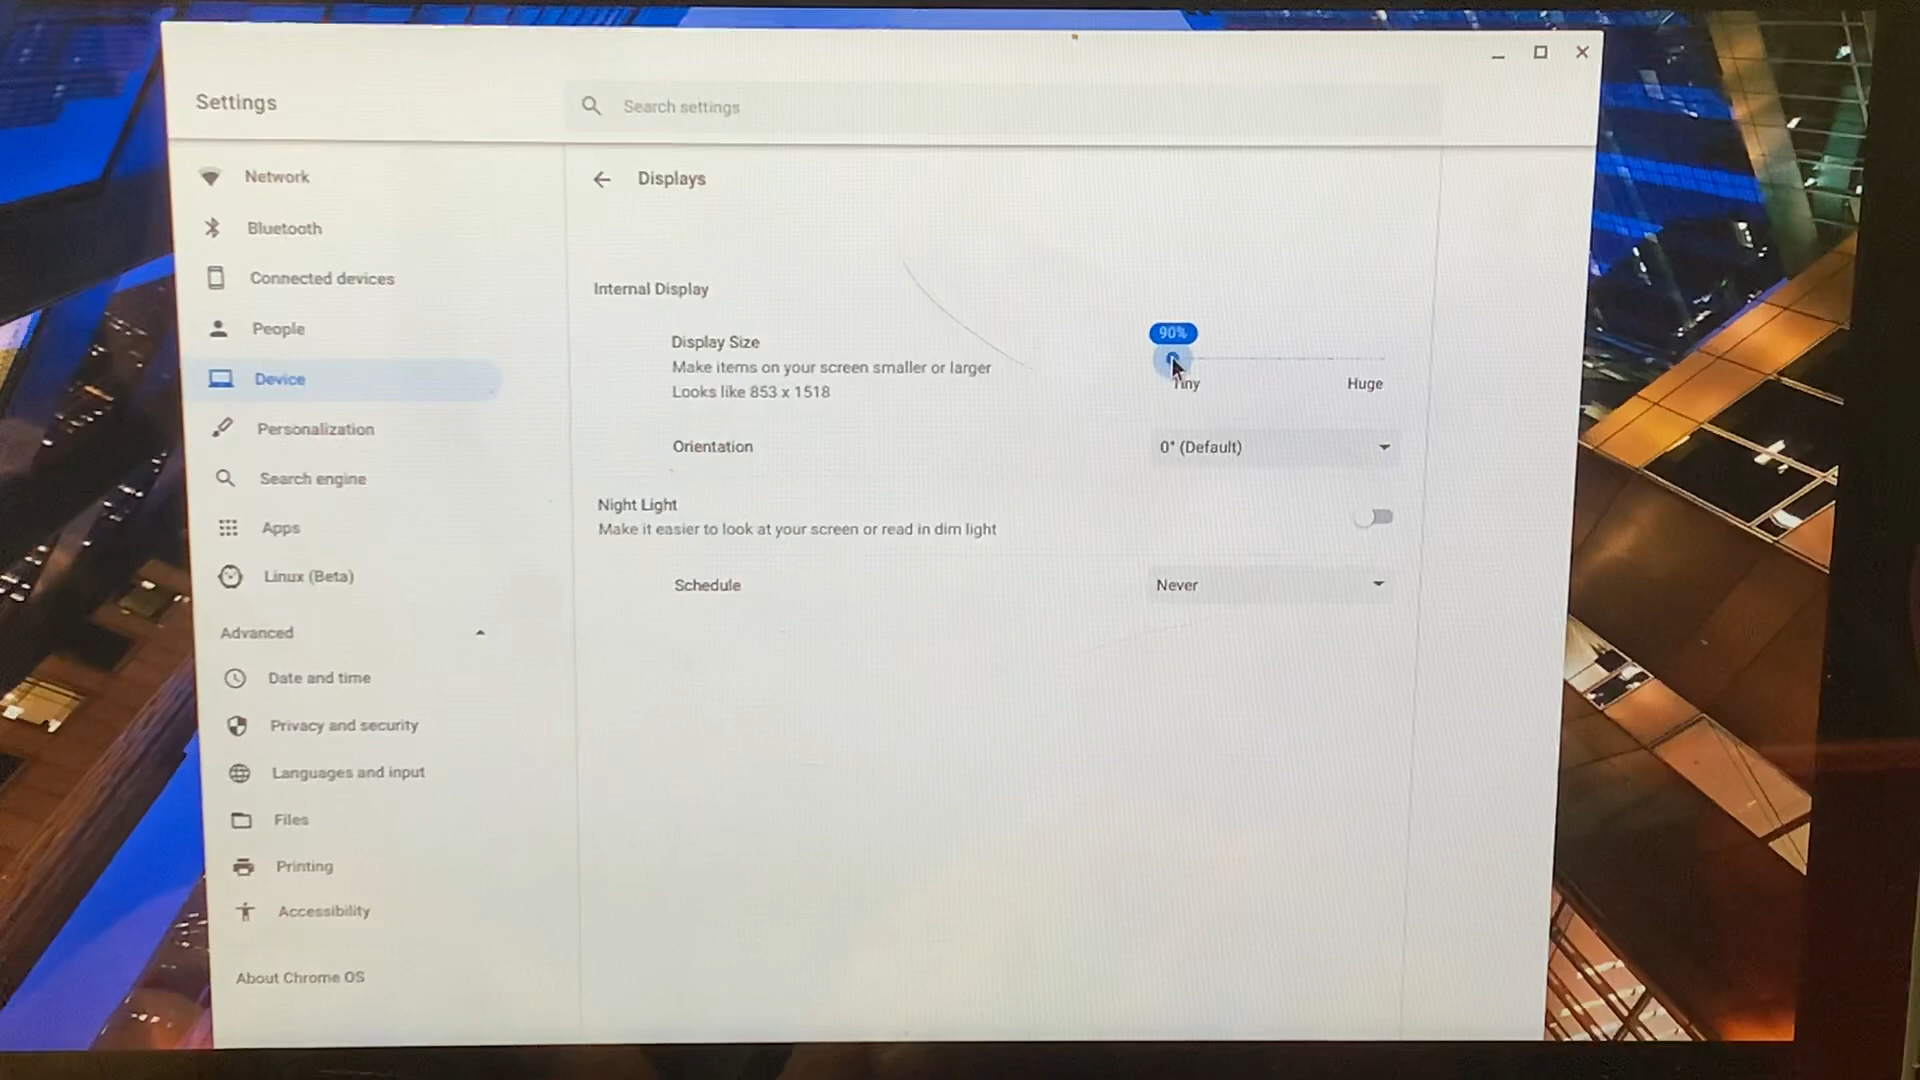 Settings
Search settings
Network
Bluetooth
Connected devices
People
Device
Personalization
Search engine
Apps
Linux (Beta)
Advanced
Date and time
Privacy and security
Languages and input
Files
Printing
Accessibility
About Chrome OS
Displays
Internal Display
Display Size
Make items on your screen smaller or larger
Looks like 853 x 1518
90%
Tiny
Huge
Orientation
0° (Default)
Night Light
Make it easier to look at your screen or read in dim light
Schedule
Never